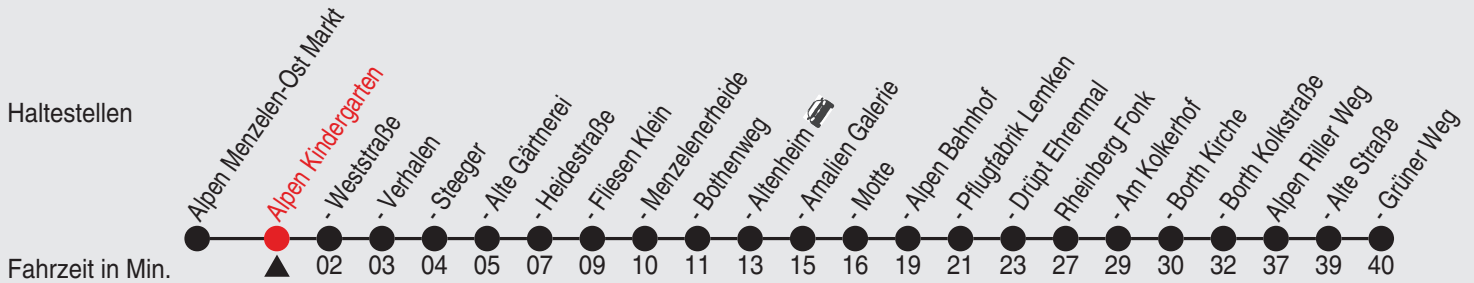 Haltestellen
Alpen Menzelen-Ost Markt
Alpen Kindergarten
- Weststraße
- Verhalen
- Steeger
- Alte Gärtnerei
- Heidestraße
- Fliesen Klein
- Menzelenerheide
- Bothenweg
- Altenheim
- Amalien Galerie
- Motte
- Alpen Bahnhof
- Pflugfabrik Lemken
- Drüpt Ehrenmal
Rheinberg Fonk
- Am Kolkerhof
- Borth Kirche
- Borth Kolkstraße
Alpen Riller Weg
- Alte Straße
- Grüner Weg
Fahrzeit in Min. 02 03 04 05 07 09 10 11 13 15 16 19 21 23 27 29 30 32 37 39 40